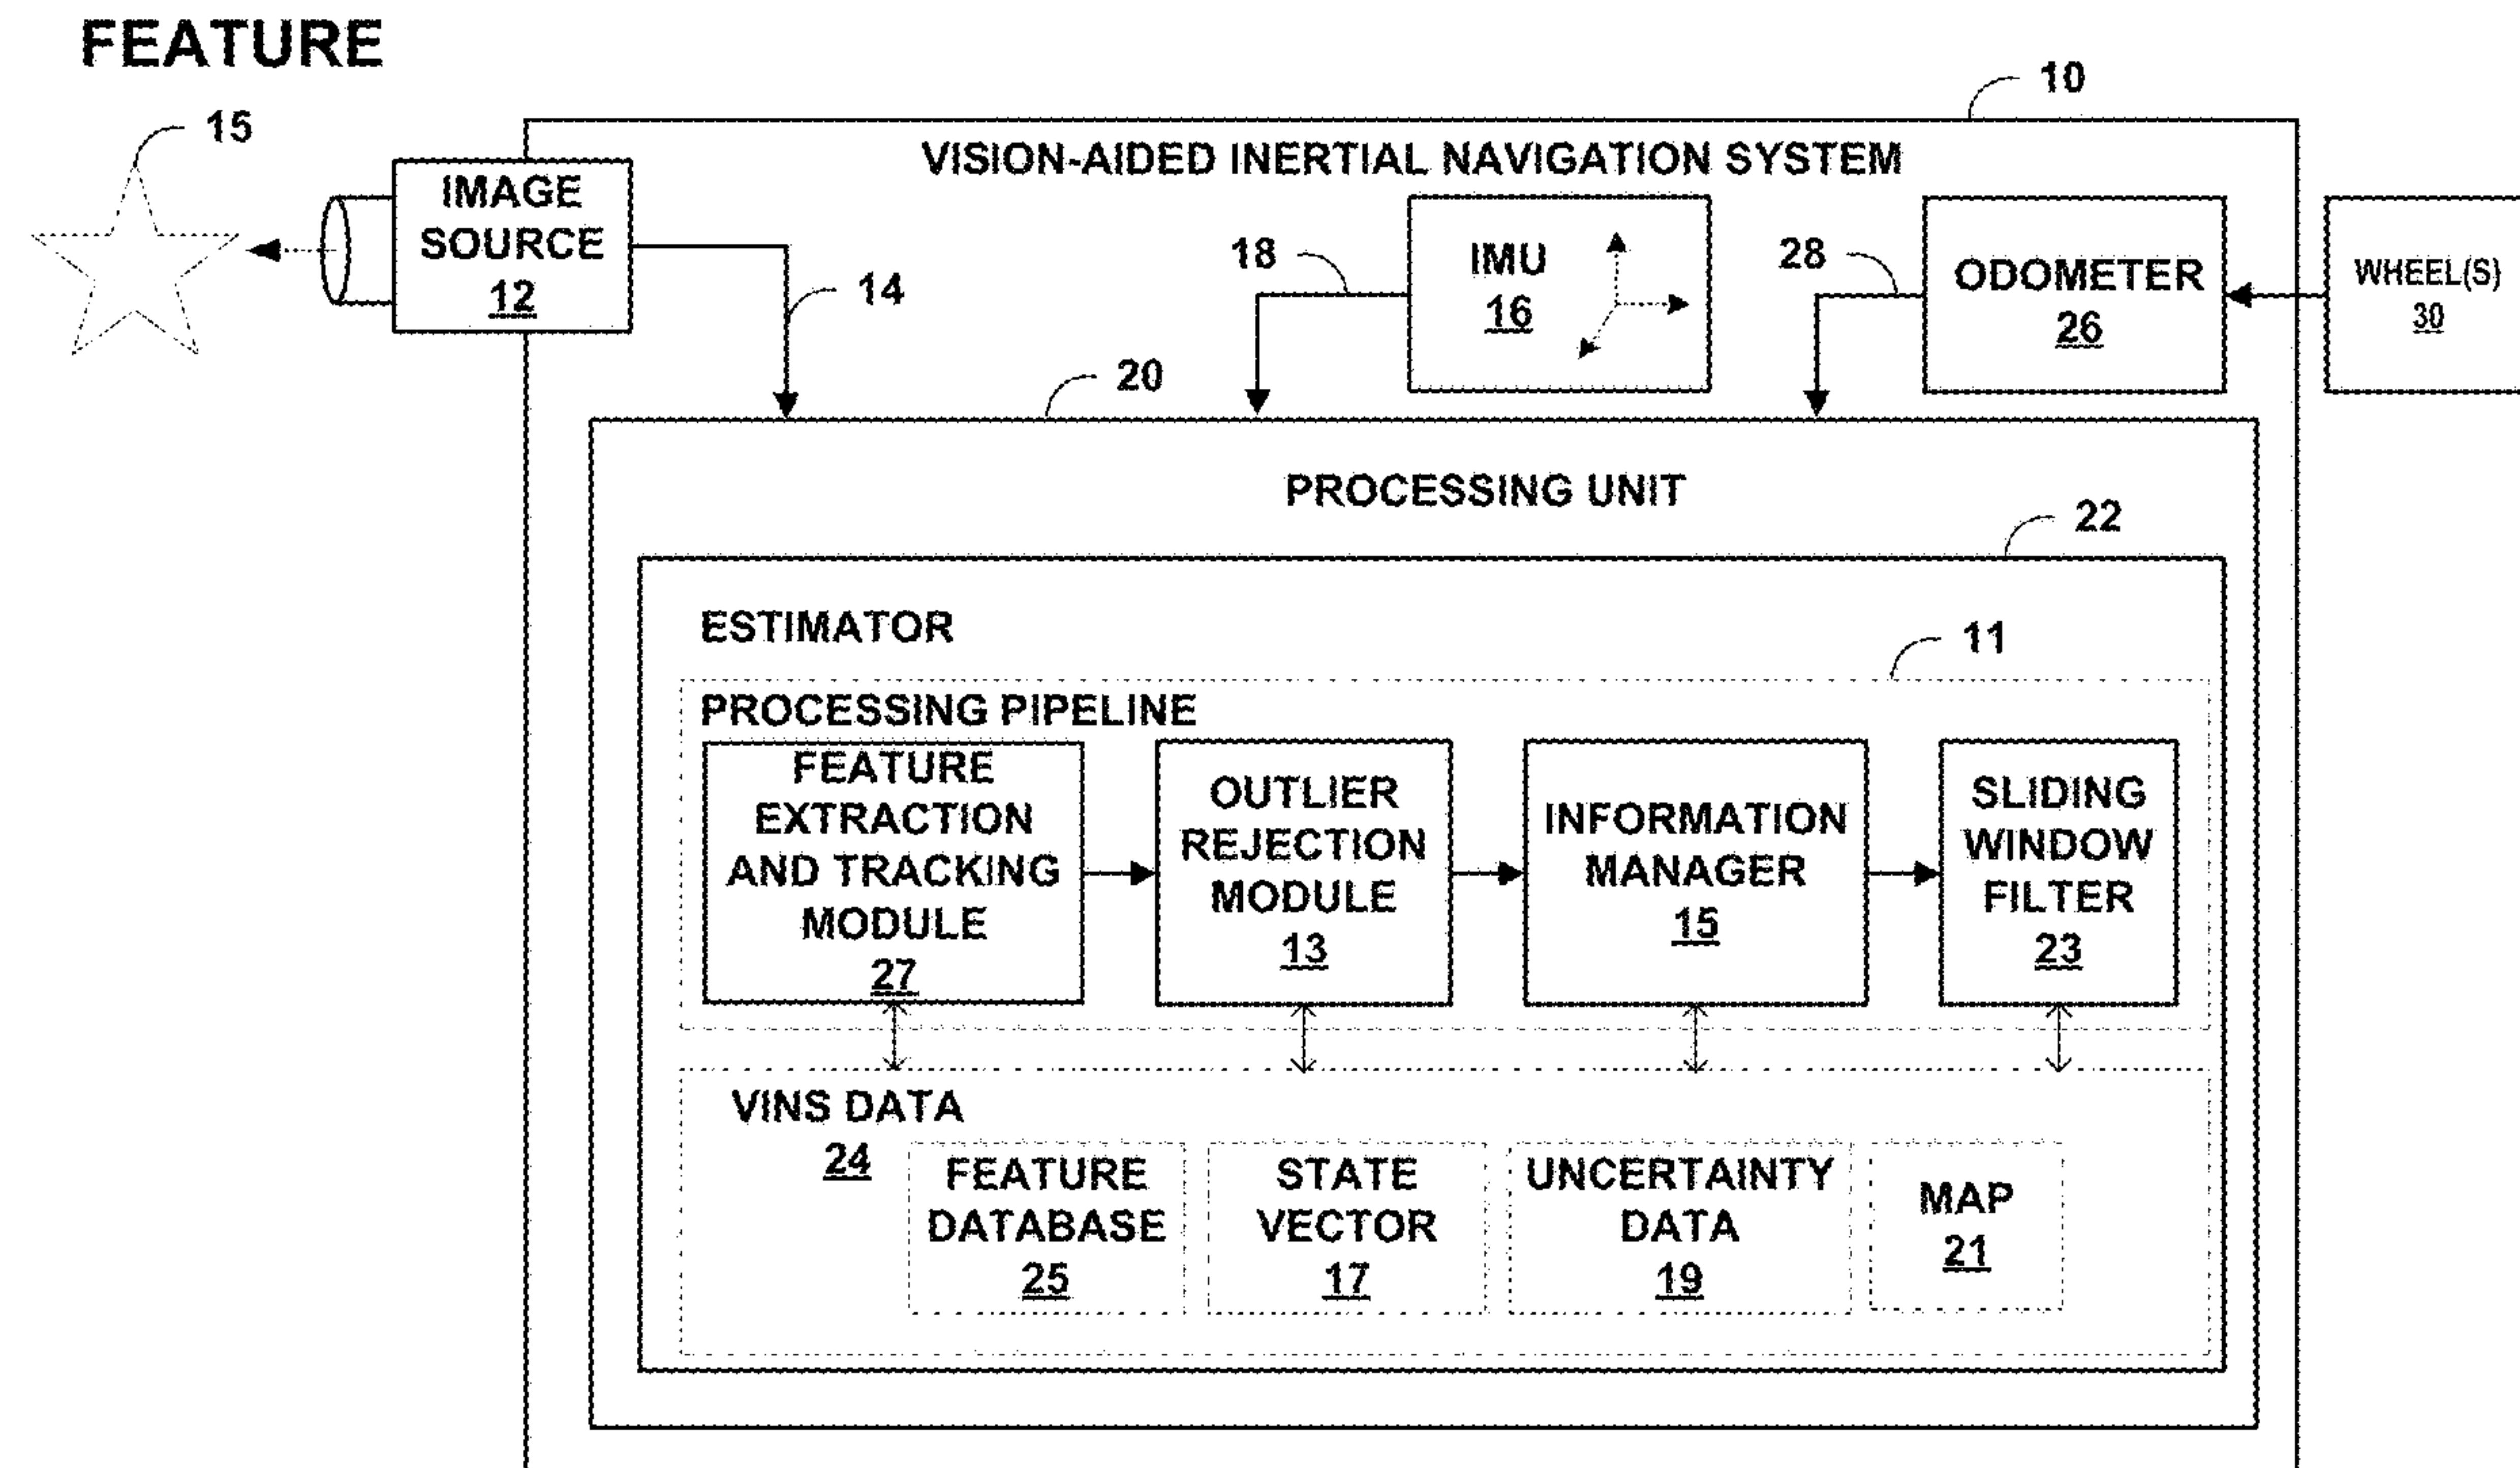 FEATURE
15
10
VISION-AIDED INERTIAL NAVIGATION SYSTEM
IMAGE
SOURCE
12
14
18
IMU
16
28
ODOMETER
26
WHEEL(S)
30
20
PROCESSING UNIT
22
ESTIMATOR
11
PROCESSING PIPELINE
FEATURE
EXTRACTION
AND TRACKING
MODULE
27
OUTLIER
REJECTION
MODULE
13
INFORMATION
MANAGER
15
SLIDING
WINDOW
FILTER
23
VINS DATA
24
FEATURE
DATABASE
25
STATE
VECTOR
17
UNCERTAINTY
DATA
19
MAP
21